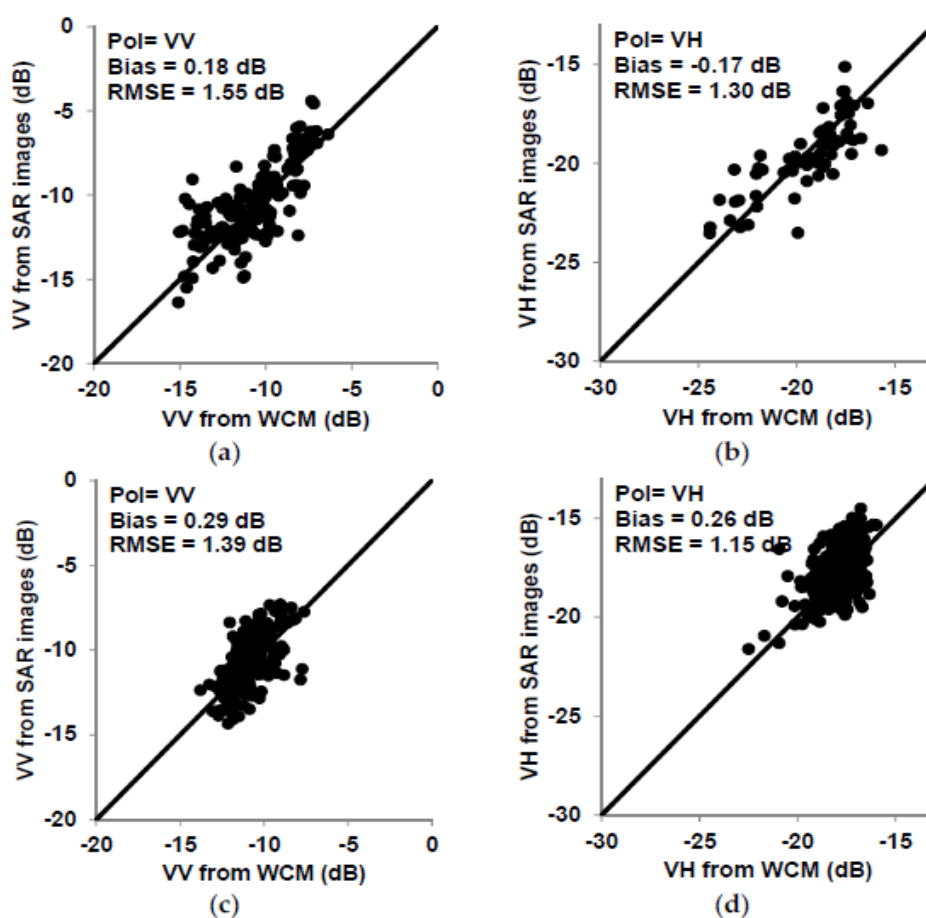 Pol= VV
Bias = 0.18 dB
RMSE = 1.55 dB
0
-5
-10
-15
-20
-20
-15
-10
-5
0
VV from SAR images (dB)
VV from WCM (dB)
(a)
Pol= VH
Bias = -0.17 dB
RMSE = 1.30 dB
-15
-20
-25
-30
-30
-25
-20
-15
VH from SAR images (dB)
VH from WCM (dB)
(b)
Pol= VV
Bias = 0.29 dB
RMSE = 1.39 dB
0
-5
-10
-15
-20
-20
-15
-10
-5
0
VV from SAR images (dB)
VV from WCM (dB)
(c)
Pol= VH
Bias = 0.26 dB
RMSE = 1.15 dB
-15
-20
-25
-30
-30
-25
-20
-15
VH from SAR images (dB)
VH from WCM (dB)
(d)